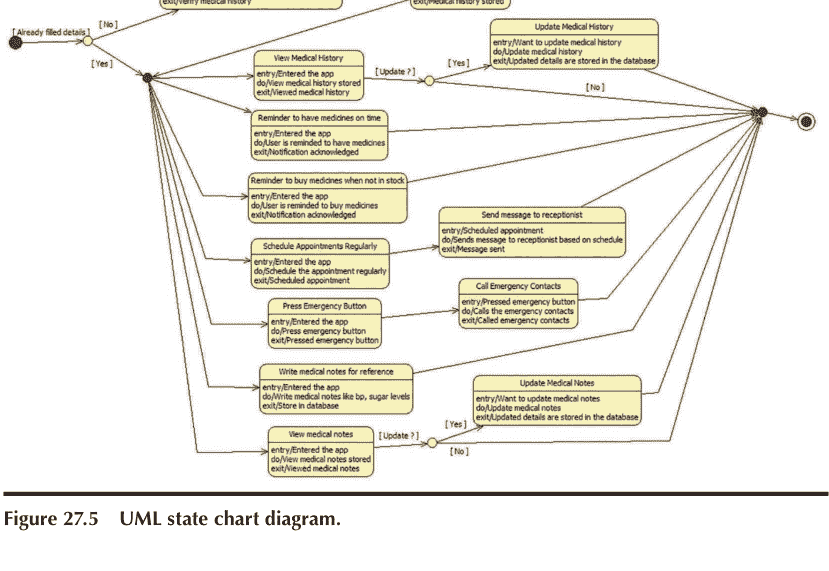 exit/Verify medical history
exit/Medical history stored
[Already filled details]
[No]
[Yes]
Update Medical History
entry/Want to update medical history
do/Update medical history
exit/Updated details are stored in the database
View Medical History
entry/Entered the app
do/View medical history stored
exit/Viewed medical history
[Update ?]
[Yes]
[No]
Reminder to have medicines on time
entry/Entered the app
do/User is reminded to have medicines
exit/Notification acknowledged
Reminder to buy medicines when not in stock
entry/Entered the app
do/User is reminded to buy medicines
exit/Notification acknowledged
Send message to receptionist
entry/Scheduled appointment
do/Sends message to receptionist based on schedule
exit/Message sent
Schedule Appointments Regularly
entry/Entered the app
do/Schedule the appointment regularly
exit/Scheduled appointment
Call Emergency Contacts
entry/Pressed emergency button
do/Calls the emergency contacts
exit/Called emergency contacts
Press Emergency Button
entry/Entered the app
do/Press emergency button
exit/Pressed emergency button
Write medical notes for reference
entry/Entered the app
do/Write medical notes like bp, sugar levels
exit/Store in database
Update Medical Notes
entry/Want to update medical notes
do/Update medical notes
exit/Updated details are stored in the database
View medical notes
entry/Entered the app
do/View medical notes stored
exit/Viewed medical notes
[Update ?]
[Yes]
[No]
Figure 27.5 UML state chart diagram.